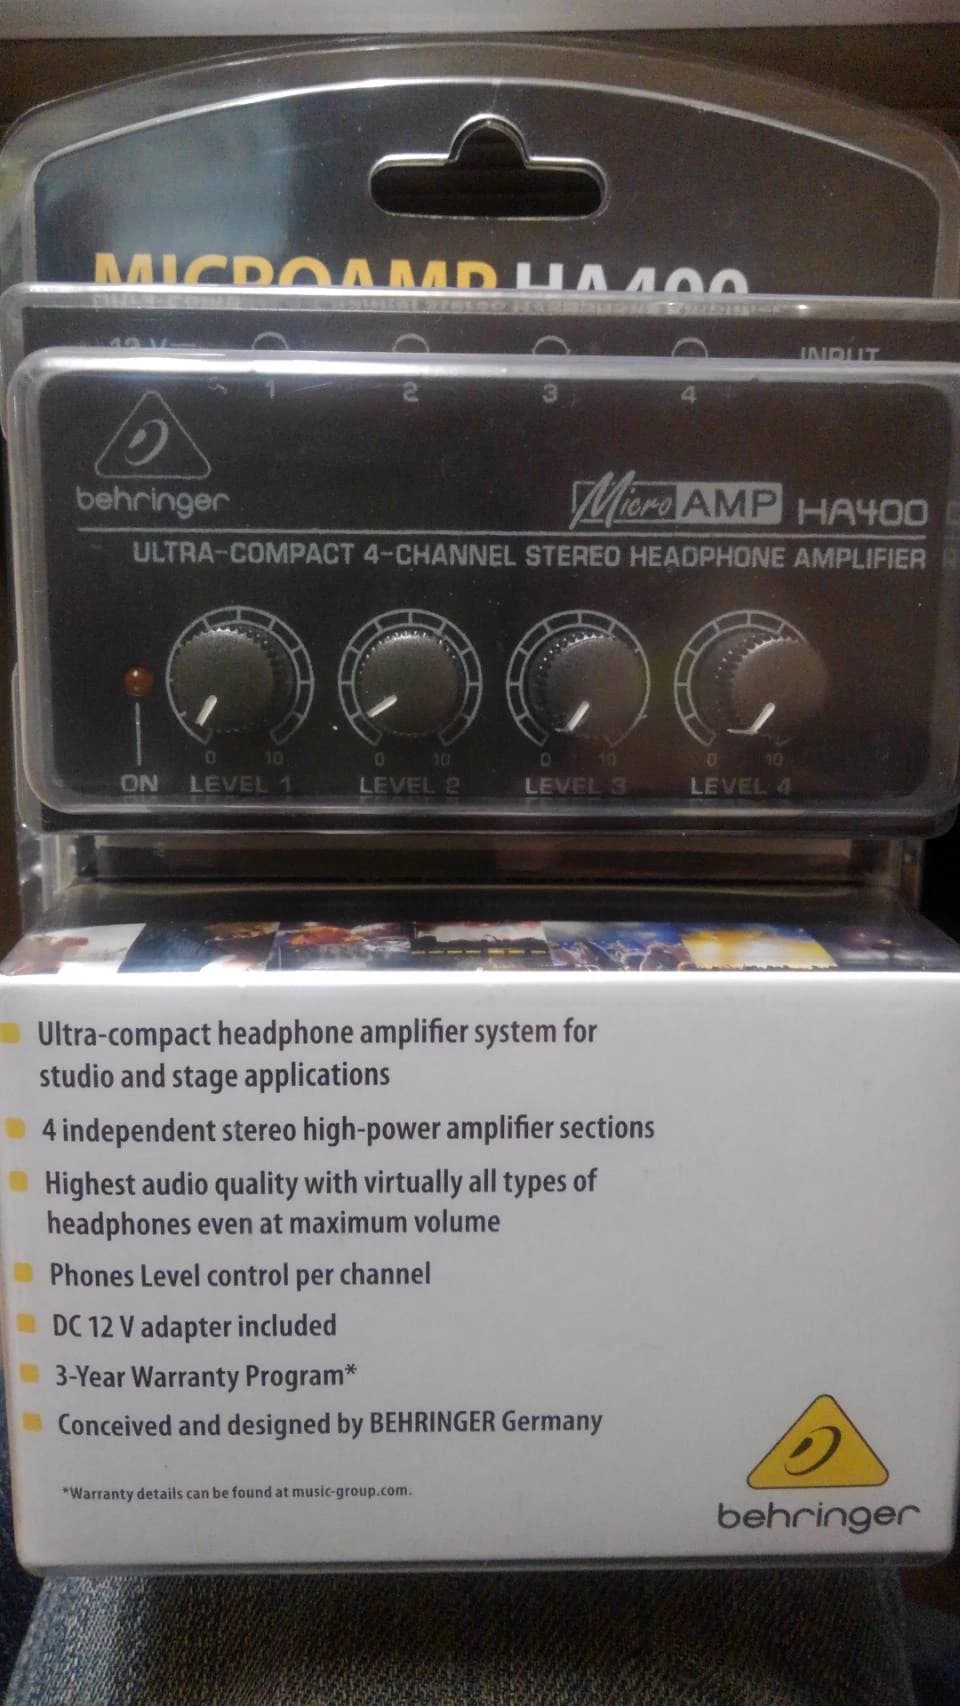 MICROAMP HA400
12 V
INPUT
1 2 3 4
behringer
Micro AMP HA400
ULTRA-COMPACT 4-CHANNEL STEREO HEADPHONE AMPLIFIER
0 10 0 10 0 10 0 10
ON LEVEL 1 LEVEL 2 LEVEL 3 LEVEL 4
Ultra-compact headphone amplifier system for
studio and stage applications
4 independent stereo high-power amplifier sections
Highest audio quality with virtually all types of
headphones even at maximum volume
Phones Level control per channel
DC 12 V adapter included
3-Year Warranty Program*
Conceived and designed by BEHRINGER Germany
*Warranty details can be found at music-group.com.
behringer